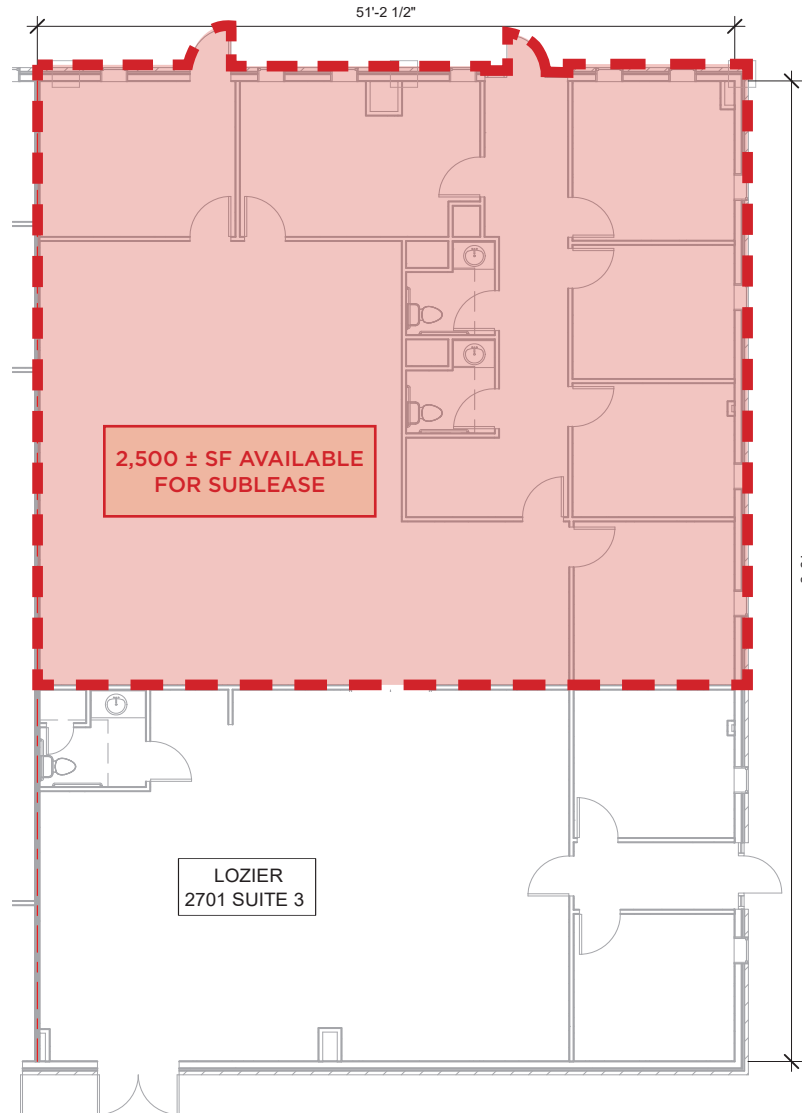 51'-2 1/2"
2,500 ± SF AVAILABLE
FOR SUBLEASE
LOZIER
2701 SUITE 3